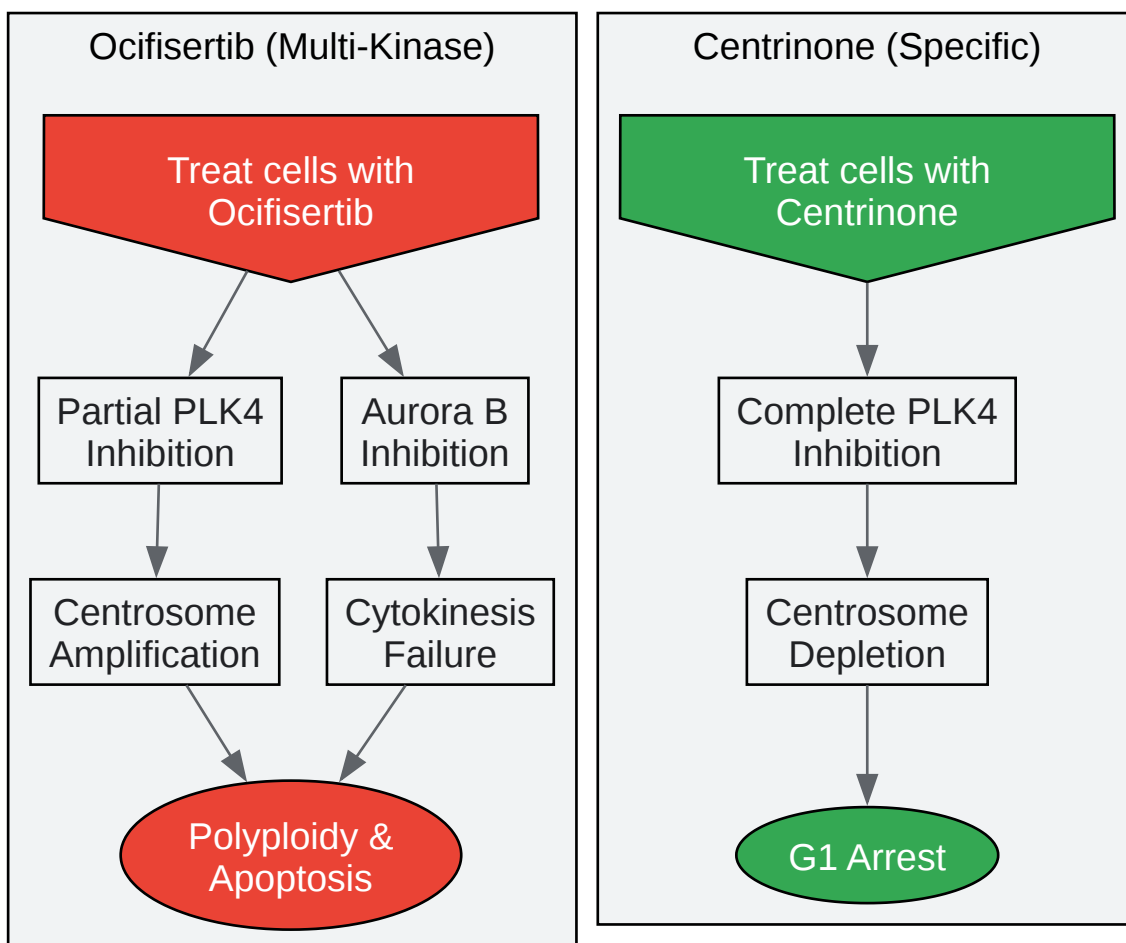 Ocifisertib (Multi-Kinase)
Treat cells with
Ocifisertib
Partial PLK4
Inhibition
Aurora B
Inhibition
Centrosome
Amplification
Cytokinesis
Failure
Polyploidy &
Apoptosis
Centrinone (Specific)
Treat cells with
Centrinone
Complete PLK4
Inhibition
Centrosome
Depletion
G1 Arrest